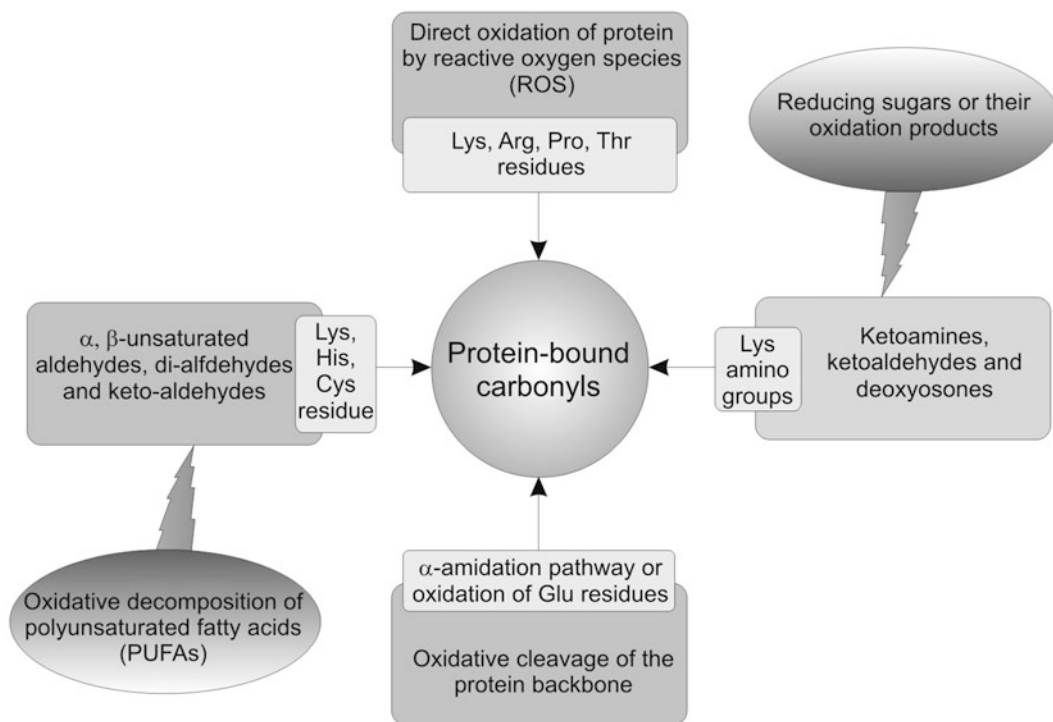 Direct oxidation of protein
by reactive oxygen species
(ROS)
Lys, Arg, Pro, Thr
residues
Reducing sugars or their
oxidation products
α, β-unsaturated
aldehydes, di-alfdehydes
and keto-aldehydes
Lys,
His,
Cys
residue
Protein-bound
carbonyls
Lys
amino
groups
Ketoamines,
ketoaldehydes and
deoxyosones
Oxidative decomposition of
polyunsaturated fatty acids
(PUFAs)
α-amidation pathway or
oxidation of Glu residues
Oxidative cleavage of the
protein backbone